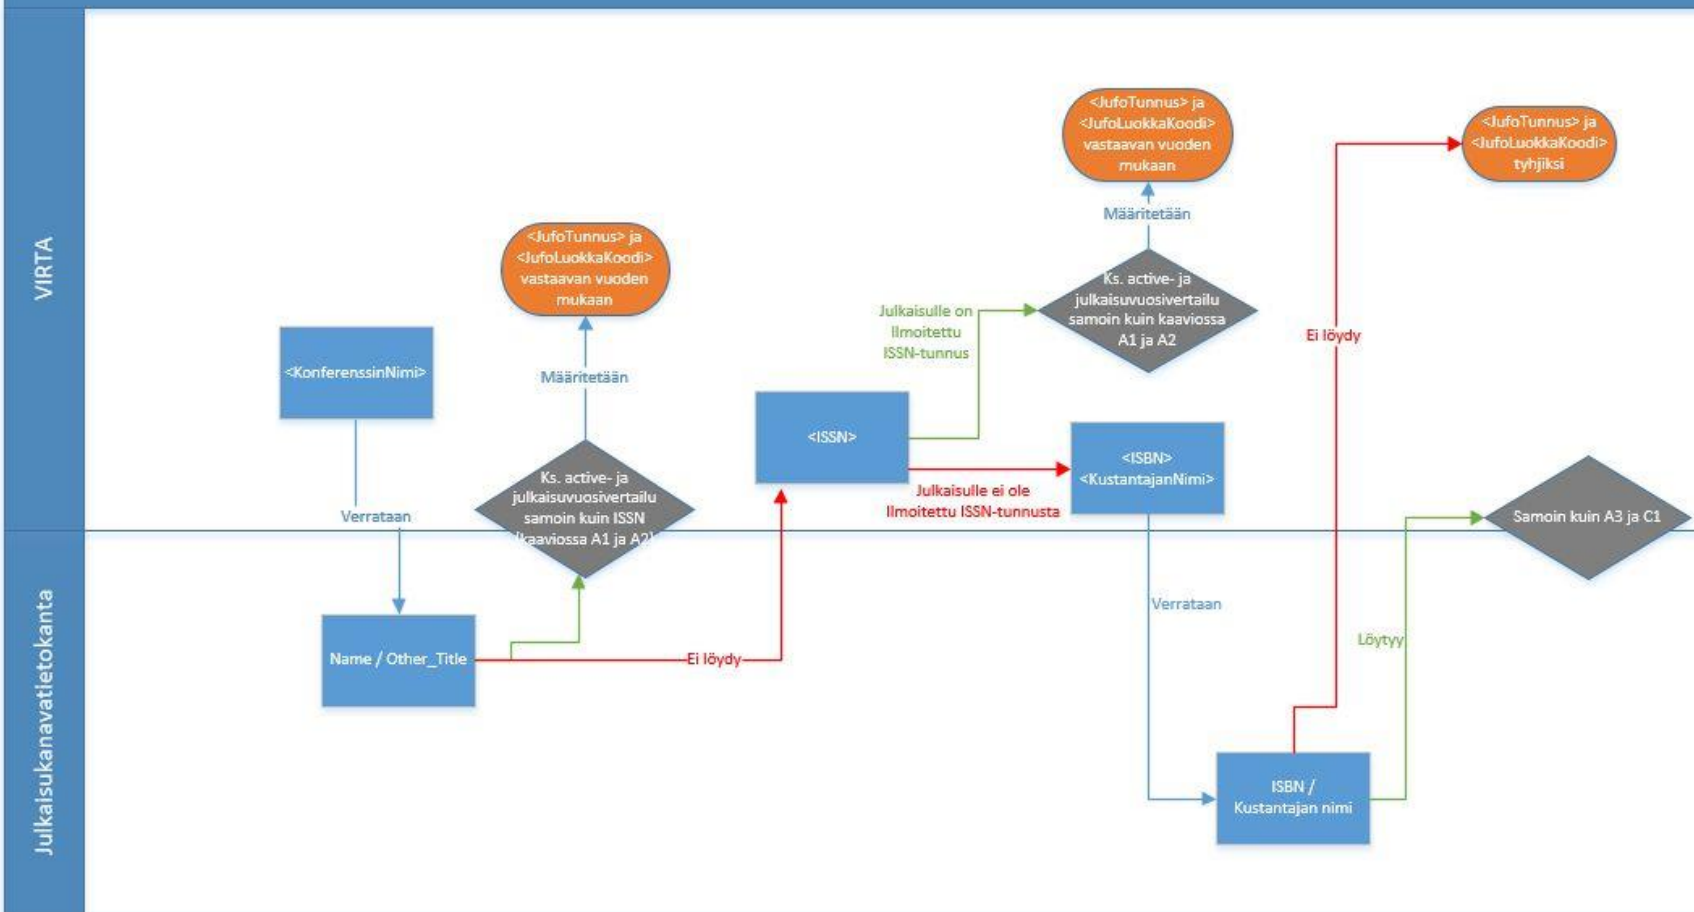 VIRTA
Julkaisukanavatietokanta
<KonferenssinNimi>
Verrataan
Name / Other_Title
<JufoTunnus> ja
<JufoLuokkaKoodi>
vastaavan vuoden
mukaan
Määritetään
Ks. active- ja
julkaisuvuosivertailu
samoin kuin ISSN
(kaaviossa A1 ja A2)
Ei löydy
<ISSN>
Julkaisulle on
Ilmoitettu
ISSN-tunnus
Julkaisulle ei ole
Ilmoitettu ISSN-tunnusta
<JufoTunnus> ja
<JufoLuokkaKoodi>
vastaavan vuoden
mukaan
Määritetään
Ks. active- ja
julkaisuvuosivertailu
samoin kuin kaaviossa
A1 ja A2
<ISBN>
<KustantajanNimi>
Verrataan
ISBN /
Kustantajan nimi
Ei löydy
<JufoTunnus> ja
<JufoLuokkaKoodi>
tyhjiksi
Löytyy
Samoin kuin A3 ja C1